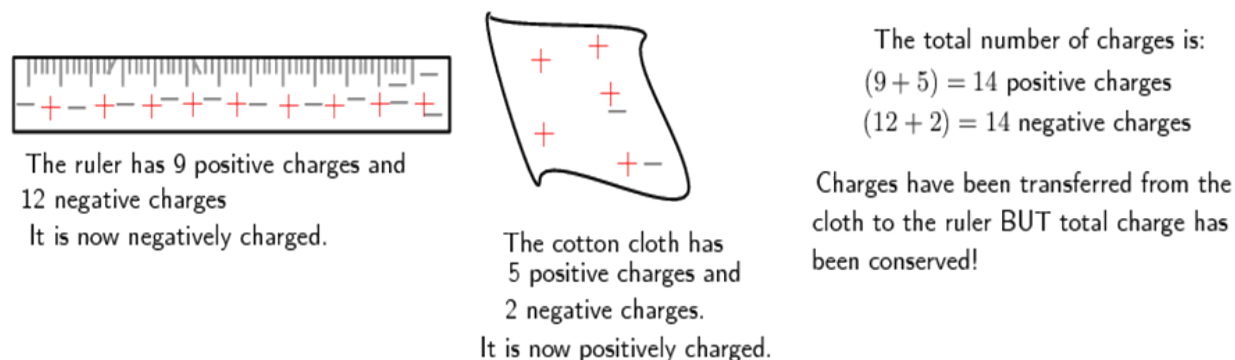 The ruler has 9 positive charges and
12 negative charges
It is now negatively charged.
The cotton cloth has
5 positive charges and
2 negative charges.
It is now positively charged.
The total number of charges is:
(9 + 5) = 14 positive charges
(12 + 2) = 14 negative charges
Charges have been transferred from the
cloth to the ruler BUT total charge has
been conserved!